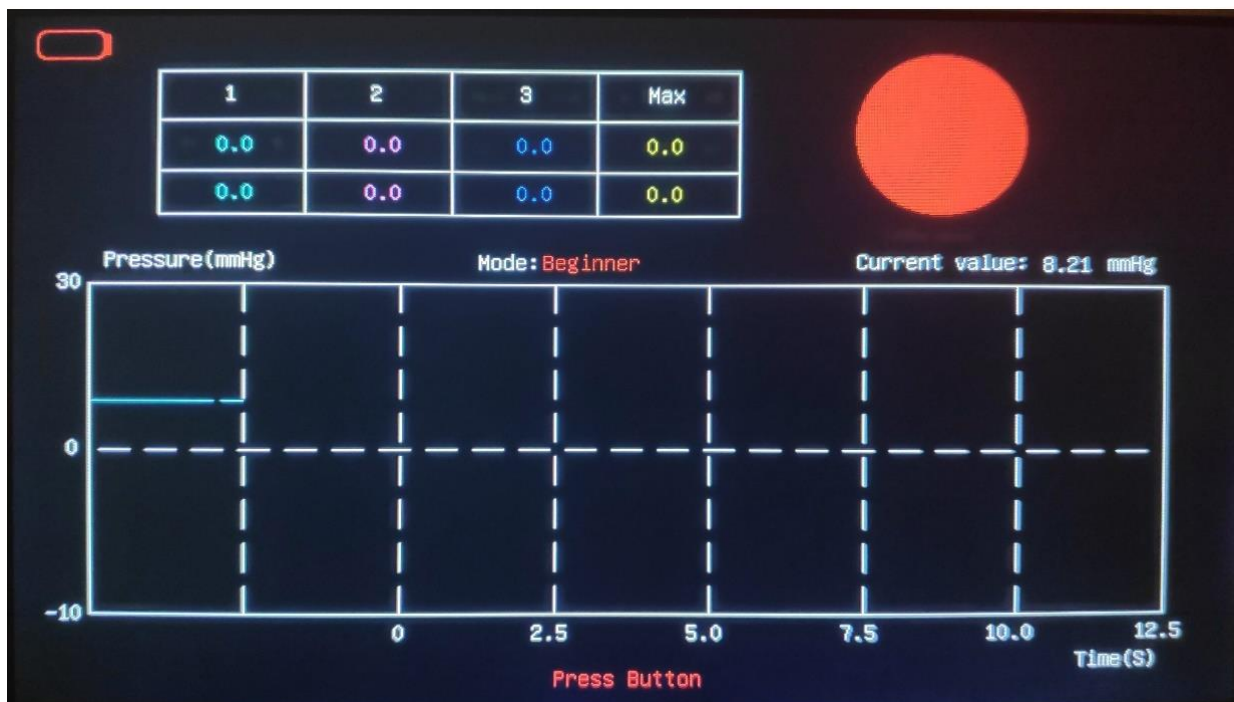 1 2 3 Max
0.0 0.0 0.0 0.0
0.0 0.0 0.0 0.0
Pressure(mmHg) Mode:Beginner Current value: 8.21 mmHg
30
0
-10
0 2.5 5.0 7.5 10.0 12.5
Time(S)
Press Button